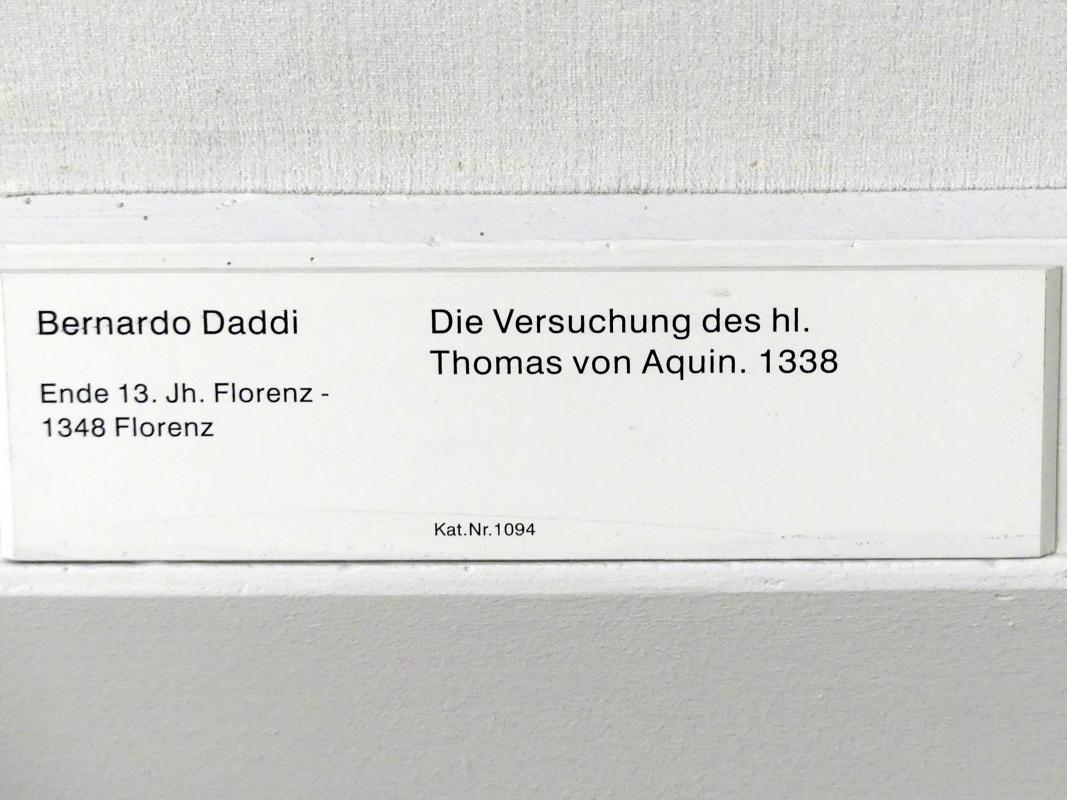 Bernardo Daddi
Ende 13. Jh. Florenz -
1348 Florenz
Die Versuchung des hl.
Thomas von Aquin. 1338
Kat.Nr.1094